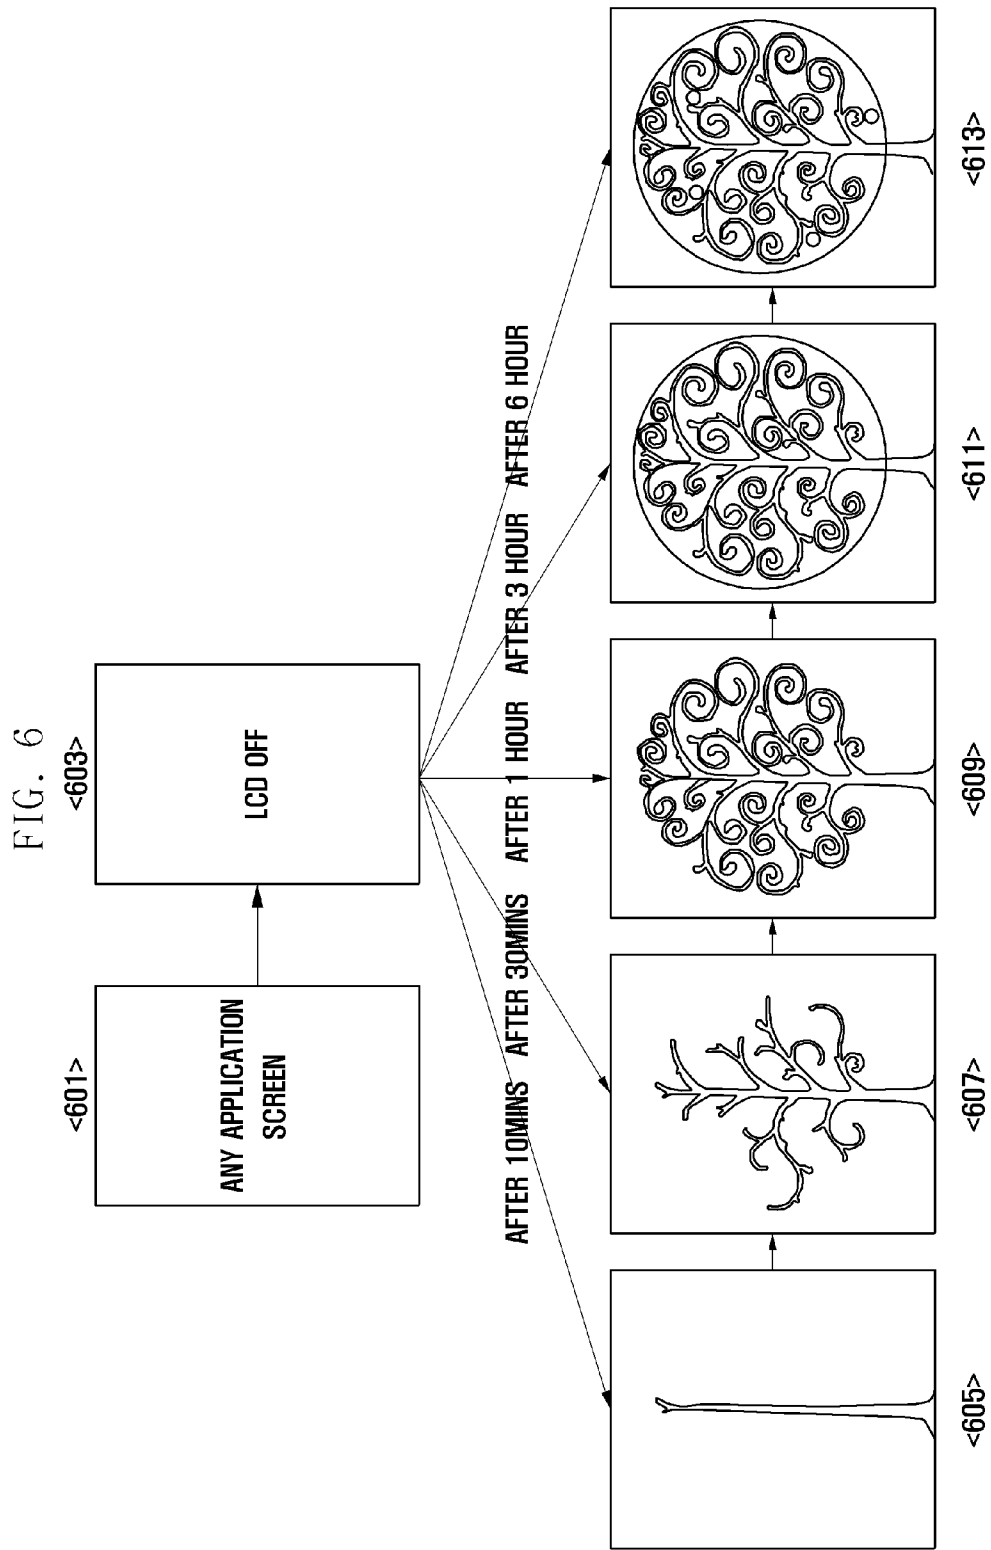 FIG. 6
<601>
ANY APPLICATION
SCREEN
<603>
LCD OFF
AFTER 10MINS
AFTER 30MINS
AFTER 1 HOUR
AFTER 3 HOUR
AFTER 6 HOUR
<605>
<607>
<609>
<611>
<613>